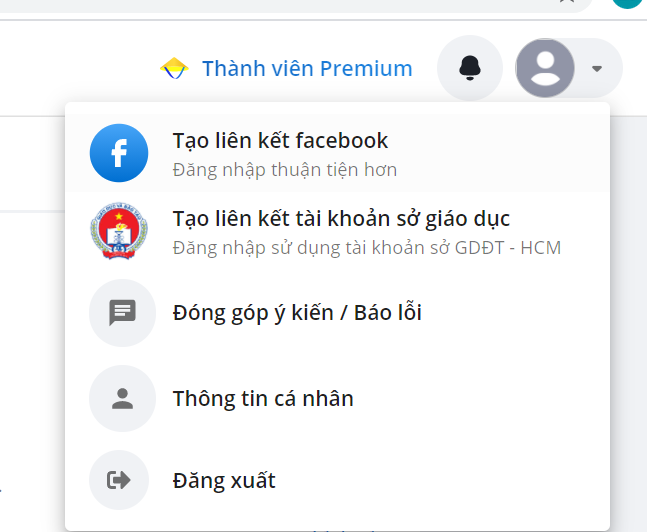 Thành viên Premium
Tạo liên kết facebook
Đăng nhập thuận tiện hơn
Tạo liên kết tài khoản sở giáo dục
Đăng nhập sử dụng tài khoản sở GDĐT - HCM
Đóng góp ý kiến / Báo lỗi
Thông tin cá nhân
Đăng xuất